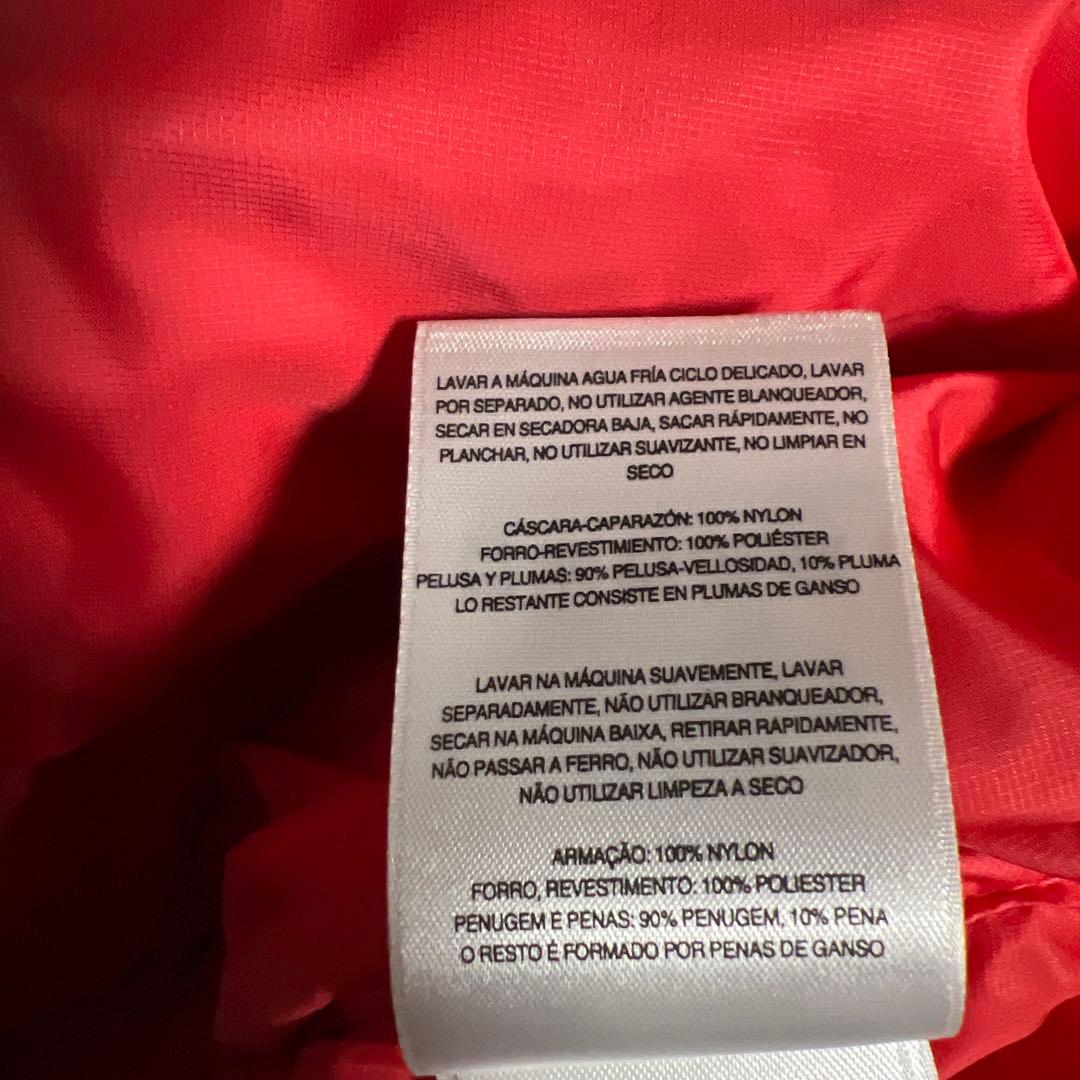 LAVAR A MÁQUINA AGUA FRÍA CICLO DELICADO, LAVAR
POR SEPARADO, NO UTILIZAR AGENTE BLANQUEADOR,
SECAR EN SECADORA BAJA, SACAR RÁPIDAMENTE, NO
PLANCHAR, NO UTILIZAR SUAVIZANTE, NO LIMPIAR EN
SECO
CÁSCARA-CAPARAZÓN: 100% NYLON
FORRO-REVESTIMIENTO: 100% POLIÉSTER
PELUSA Y PLUMAS: 90% PELUSA-VELLOSIDAD, 10% PLUMA
LO RESTANTE CONSISTE EN PLUMAS DE GANSO
LAVAR NA MÁQUINA SUAVEMENTE, LAVAR
SEPARADAMENTE, NÃO UTILIZAR BRANQUEADOR,
SECAR NA MÁQUINA BAIXA, RETIRAR RAPIDAMENTE,
NÃO PASSAR A FERRO, NÃO UTILIZAR SUAVIZADOR,
NÃO UTILIZAR LIMPEZA A SECO
ARMAÇÃO: 100% NYLON
FORRO, REVESTIMENTO: 100% POLIESTER
PENUGEM E PENAS: 90% PENUGEM, 10% PENA
O RESTO É FORMADO POR PENAS DE GANSO